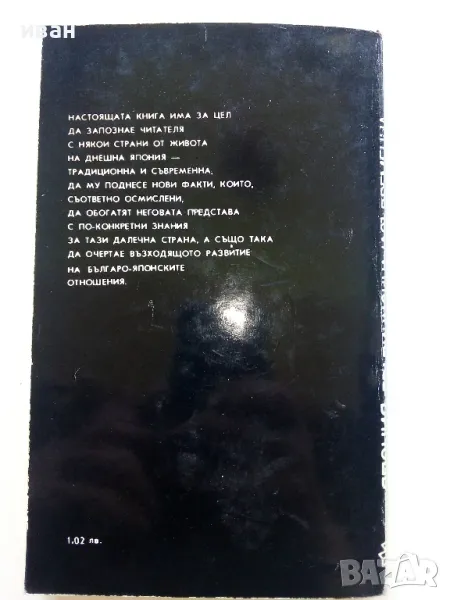 иван
НАСТОЯЩАТА КНИГА ИМА ЗА ЦЕЛ
ДА ЗАПОЗНАЕ ЧИТАТЕЛЯ
С НЯКОИ СТРАНИ ОТ ЖИВОТА
НА ДНЕШНА ЯПОНИЯ —
ТРАДИЦИОННА И СЪВРЕМЕННА,
ДА МУ ПОДНЕСЕ НОВИ ФАКТИ, КОИТО,
СЪОТВЕТНО ОСМИСЛЕНИ,
ДА ОБОГАТЯТ НЕГОВАТА ПРЕДСТАВА
С ПО-КОНКРЕТНИ ЗНАНИЯ
ЗА ТАЗИ ДАЛЕЧНА СТРАНА, А СЪЩО ТАКА
ДА ОЧЕРТАЕ ВЪЗХОДЯЩОТО РАЗВИТИЕ
НА БЪЛГАРО-ЯПОНСКИТЕ
ОТНОШЕНИЯ.
1,02 лв.
bazar